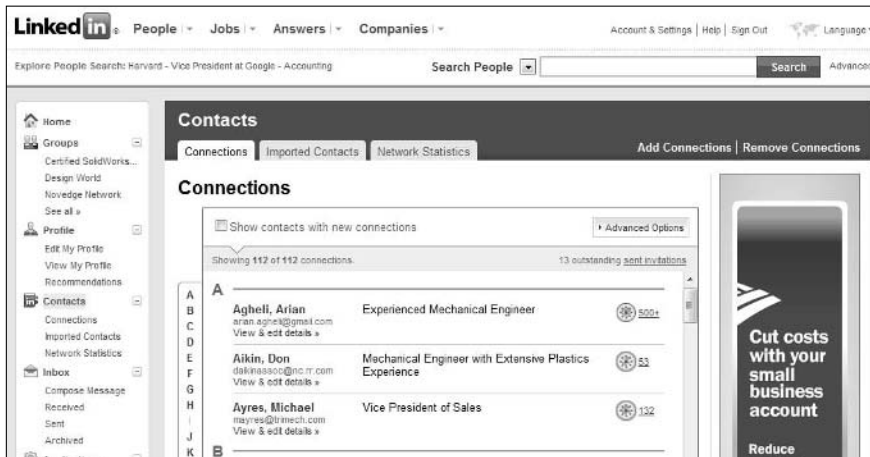 Linked in
People Jobs Answers Companies
Account & Settings | Help | Sign Out Language
Explore People Search: Harvard - Vice President at Google - Accounting
Search People
Search
Advanced
Home
Groups
Certified SolidWorks...
Design World
Novedge Network
See all »
Profile
Edit My Profile
View My Profile
Recommendations
Contacts
Connections
Imported Contacts
Network Statistics
Inbox
Compose Message
Received
Sent
Archived
Contacts
Connections Imported Contacts Network Statistics
Add Connections | Remove Connections
Connections
Show contacts with new connections
Advanced Options
Showing 112 of 112 connections.
13 outstanding sent invitations
A
B
C
D
E
F
G
H
I
J
K
A
Agheli, Arian Experienced Mechanical Engineer 500+
arian.agheli@gmail.com
View & edit details »
Aikin, Don Mechanical Engineer with Extensive Plastics 53
Experience
daikinassoc@nc.rr.com
View & edit details »
Ayres, Michael Vice President of Sales 132
mayres@trimech.com
View & edit details »
B
Cut costs
with your
small
business
account
Reduce